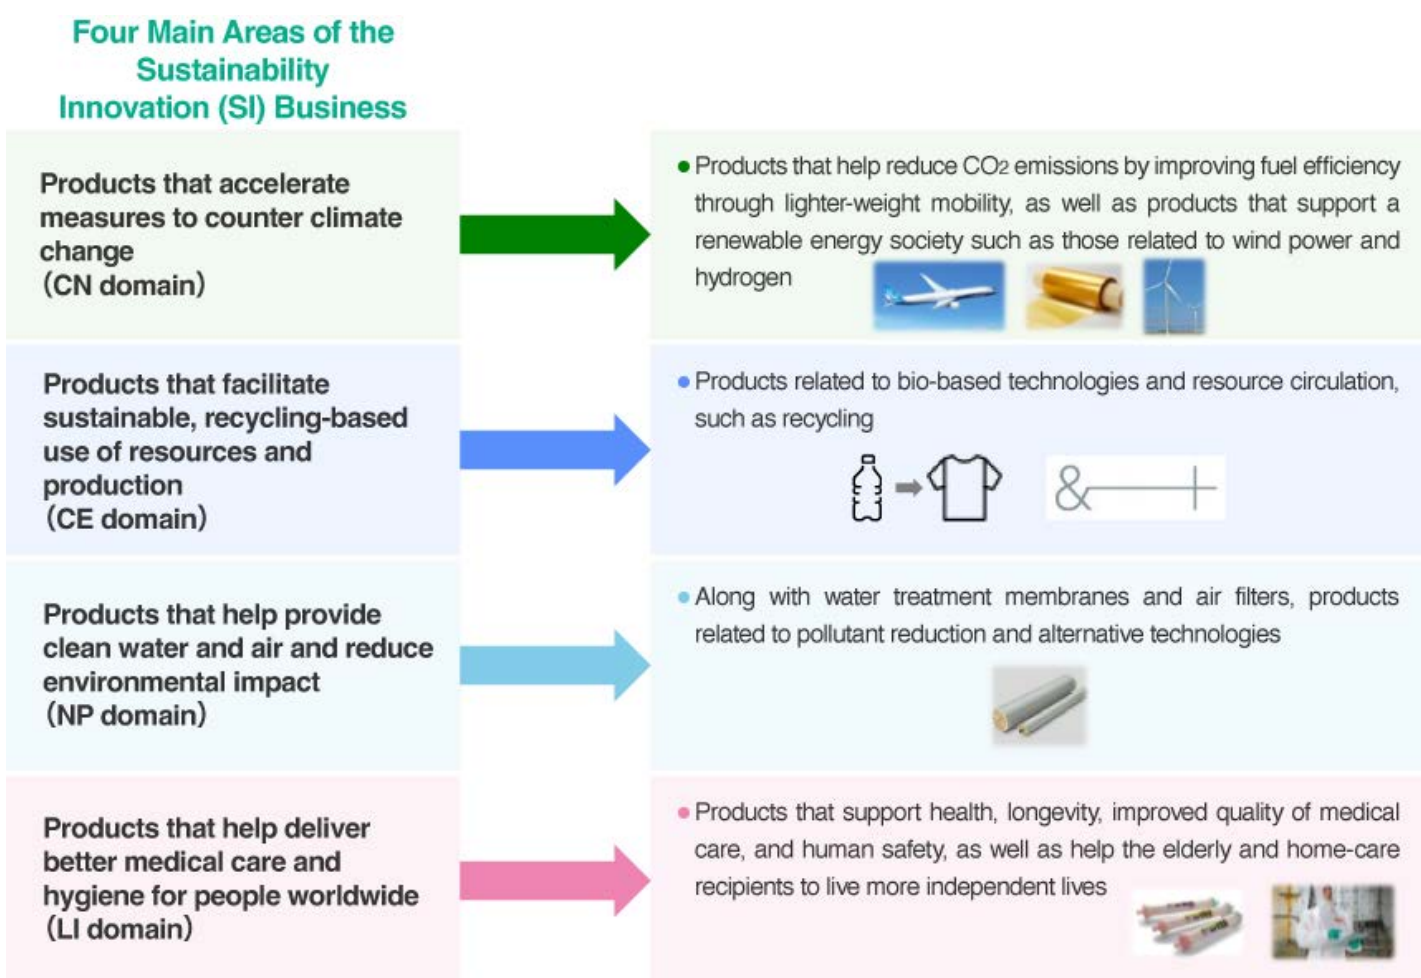 Four Main Areas of the
Sustainability
Innovation (SI) Business
Products that accelerate
measures to counter climate
change
(CN domain)
• Products that help reduce CO2 emissions by improving fuel efficiency
through lighter-weight mobility, as well as products that support a
renewable energy society such as those related to wind power and
hydrogen
Products that facilitate
sustainable, recycling-based
use of resources and
production
(CE domain)
• Products related to bio-based technologies and resource circulation,
such as recycling
&+
Products that help provide
clean water and air and reduce
environmental impact
(NP domain)
• Along with water treatment membranes and air filters, products
related to pollutant reduction and alternative technologies
Products that help deliver
better medical care and
hygiene for people worldwide
(LI domain)
• Products that support health, longevity, improved quality of medical
care, and human safety, as well as help the elderly and home-care
recipients to live more independent lives